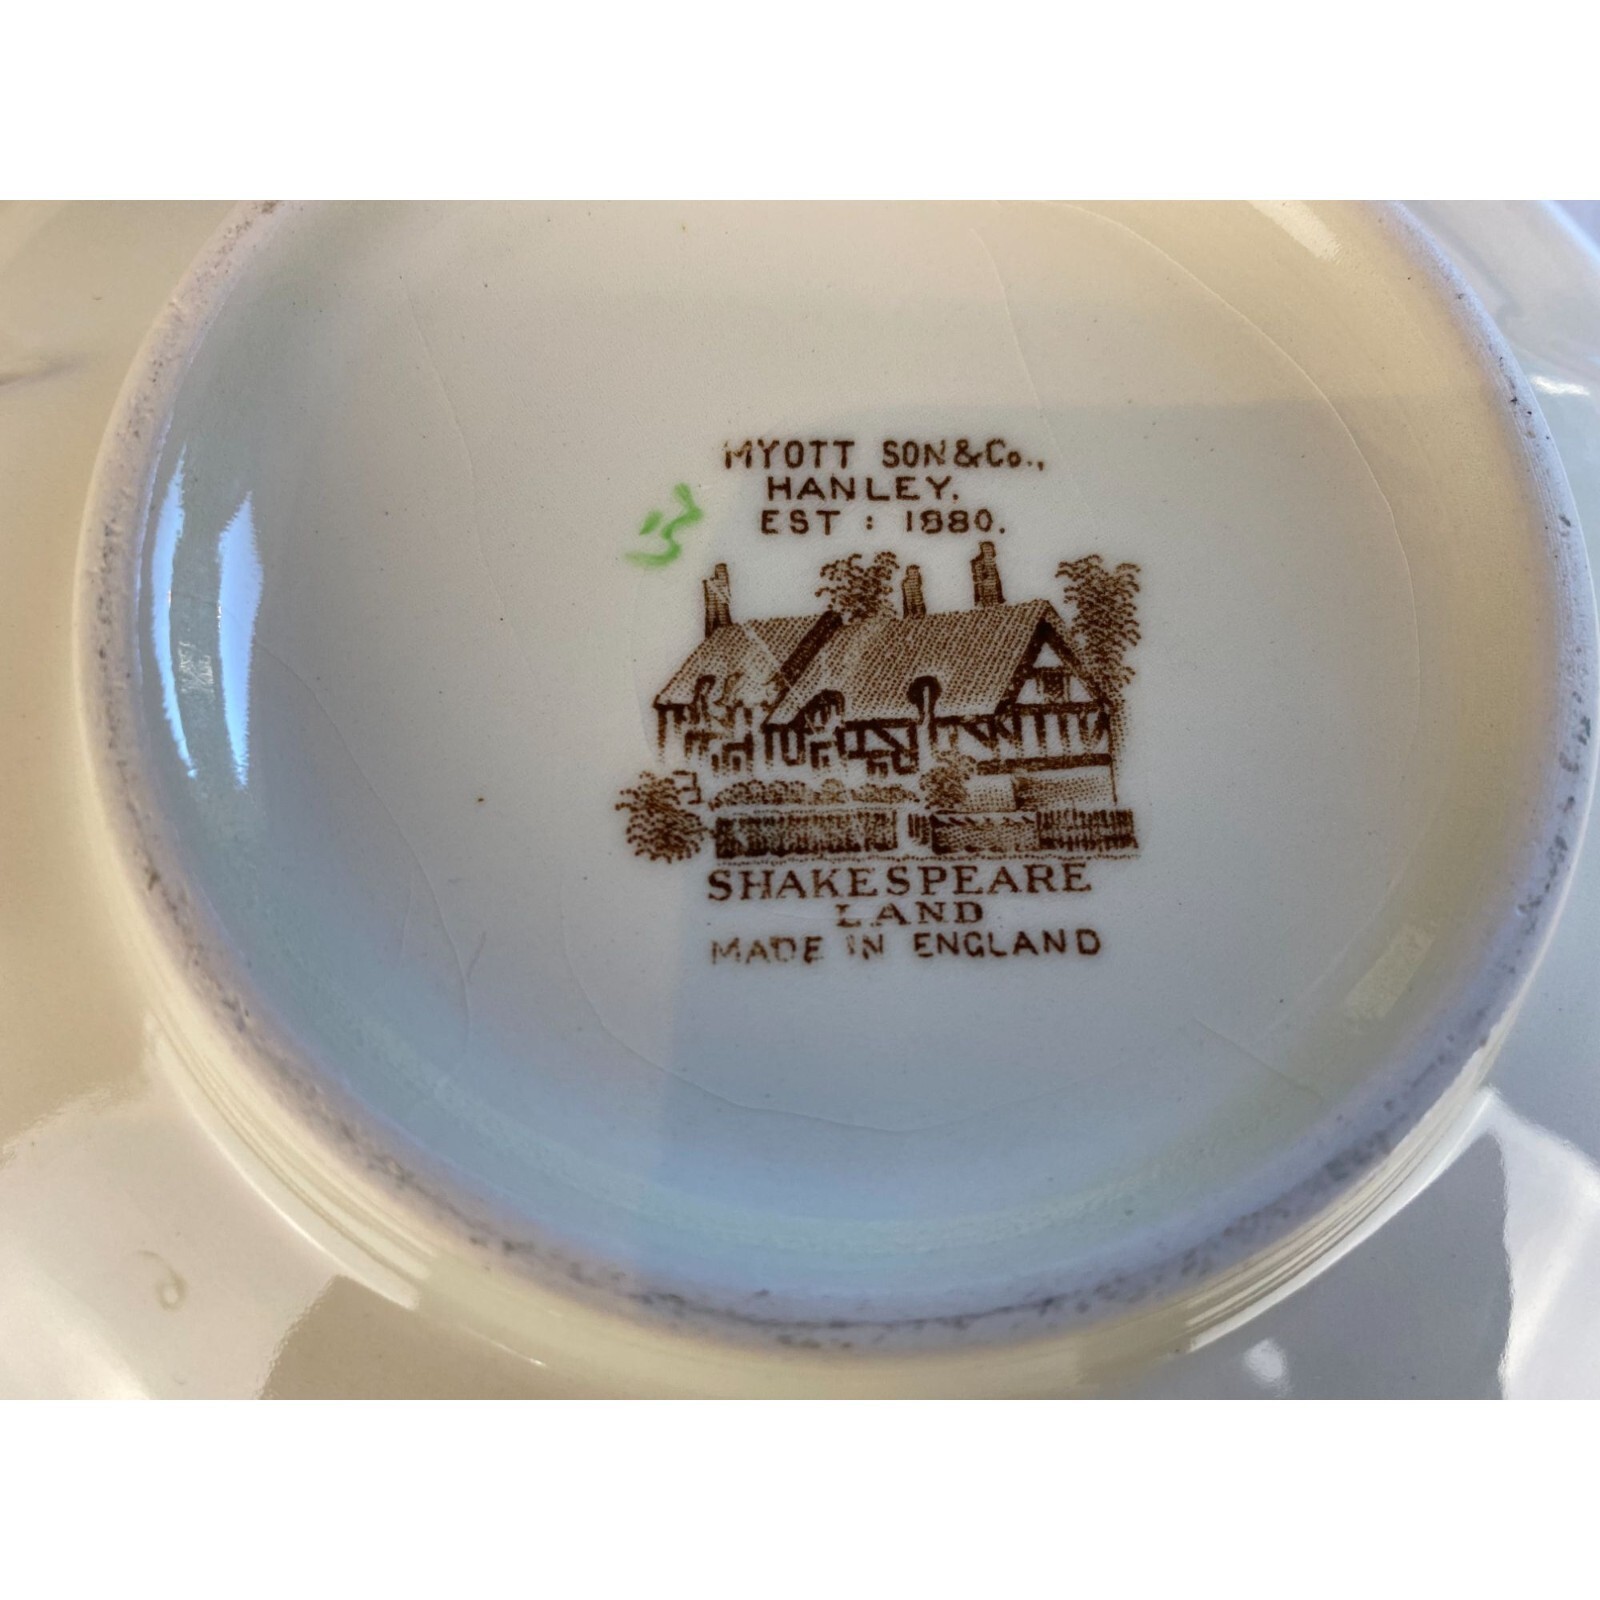 MYOTT SON & Co.,
HANLEY.
EST : 1880.
SHAKESPEARE
LAND
MADE IN ENGLAND